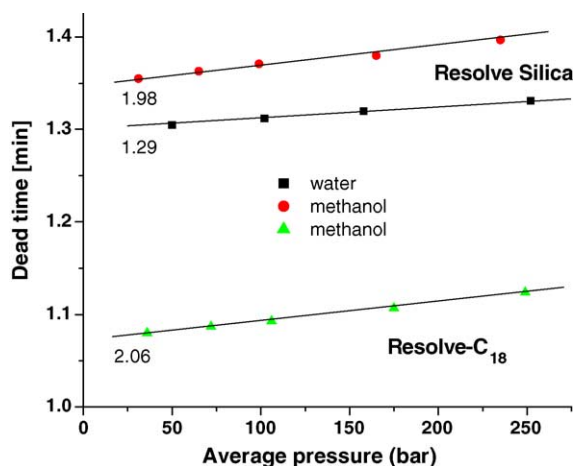 1.4
Resolve Silica
1.98
1.3
1.29
Dead time [min]
water
methanol
methanol
1.2
1.1
2.06
Resolve-C18
1.0
0 50 100 150 200 250
Average pressure (bar)